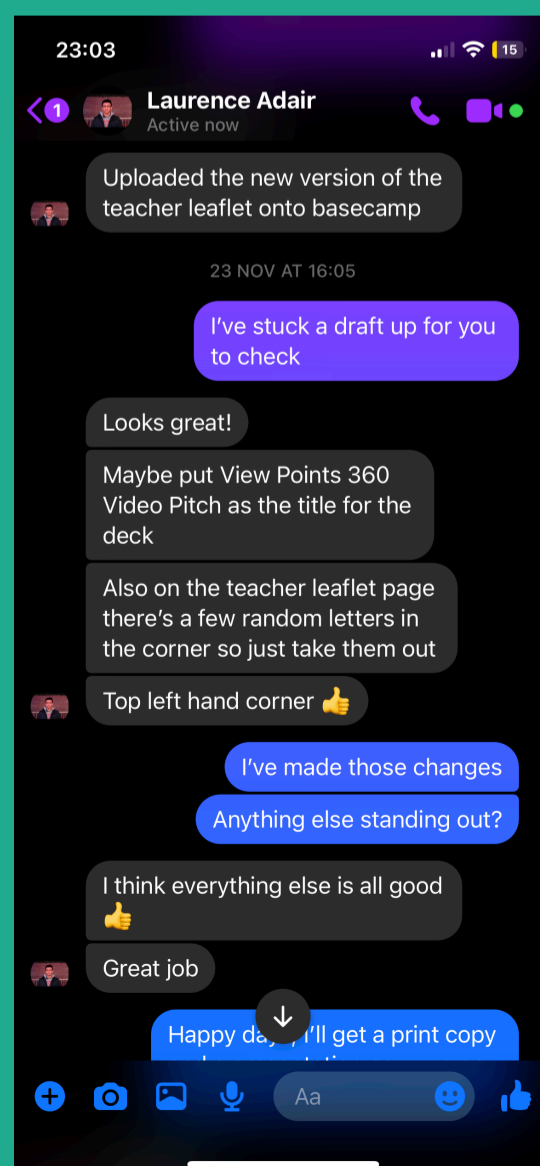 23:03
15
1
Laurence Adair
Active now
Uploaded the new version of the
teacher leaflet onto basecamp
23 NOV AT 16:05
I've stuck a draft up for you
to check
Looks great!
Maybe put View Points 360
Video Pitch as the title for the
deck
Also on the teacher leaflet page
there's a few random letters in
the corner so just take them out
Top left hand corner 👍
I've made those changes
Anything else standing out?
I think everything else is all good
👍
Great job
Happy I'll get a print copy
Aa